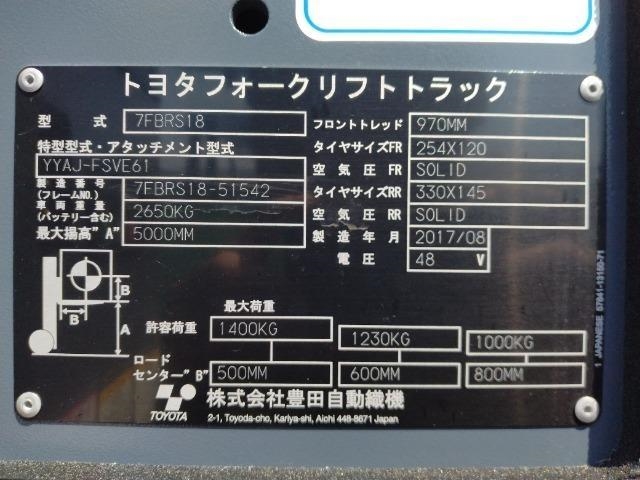 トヨタフォークリフトトラック
型 式 7FBRS18
特型型式・アタッチメント型式
YYAJ-FSVE61
製造番号 (フレームNO.) 7FBRS18-51542
車両重量 (バッテリー含む) 2650KG
最大揚高"A" 5000MM
フロントトレッド 970MM
タイヤサイズFR 254X120
空気圧FR SOLID
タイヤサイズRR 330X145
空気圧RR SOLID
製造年月 2017/08
電圧 48 V
B
B
A
最大荷重
許容荷重 1400KG 1230KG 1000KG
ロード
センター"B" 500MM 600MM 800MM
TOYOTA 株式会社豊田自動織機
2-1, Toyoda-cho, Kariya-shi, Aichi 448-8671 Japan